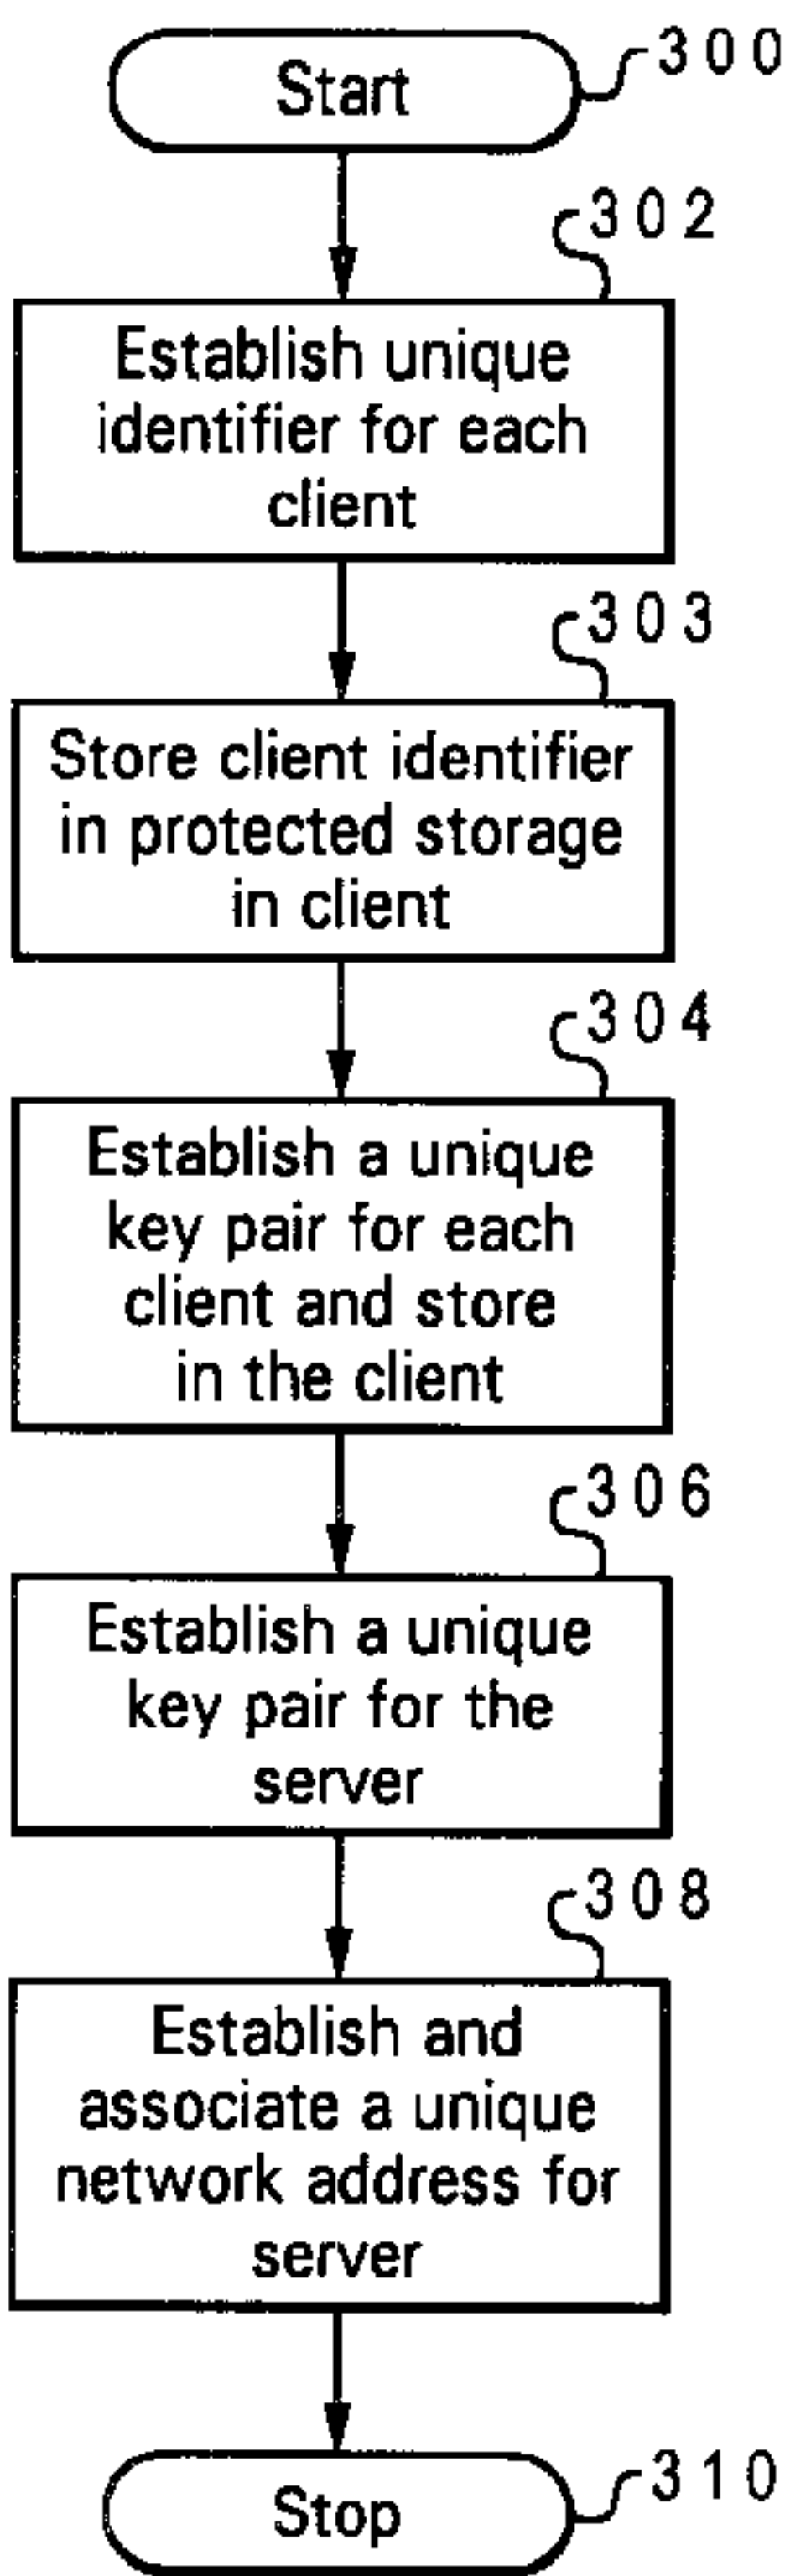 Start
300
302
Establish unique
identifier for each
client
303
Store client identifier
in protected storage
in client
304
Establish a unique
key pair for each
client and store
in the client
306
Establish a unique
key pair for the
server
308
Establish and
associate a unique
network address for
server
Stop
310